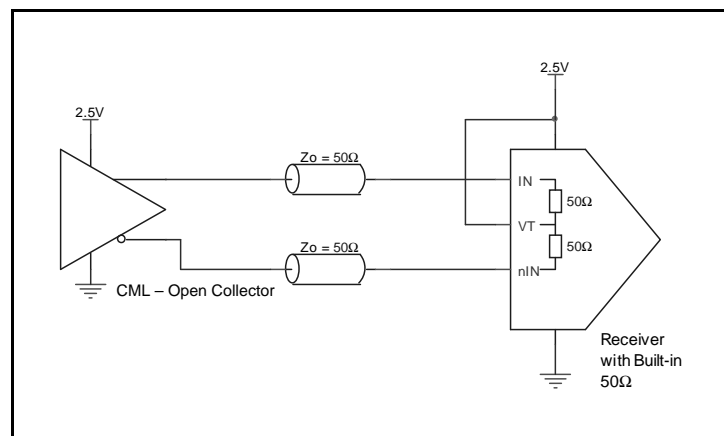 2.5V
2.5V
Zo = 50Ω
IN
50Ω
VT
50Ω
Zo = 50Ω
nIN
CML – Open Collector
Receiver
with Built-in
50Ω